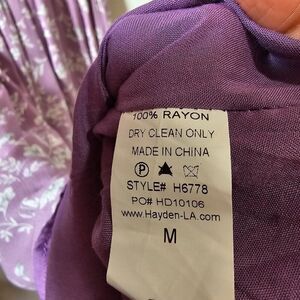 100% RAYON
DRY CLEAN ONLY
MADE IN CHINA
P
STYLE# H6778
PO# HD10106
www.Hayden-LA.com
M